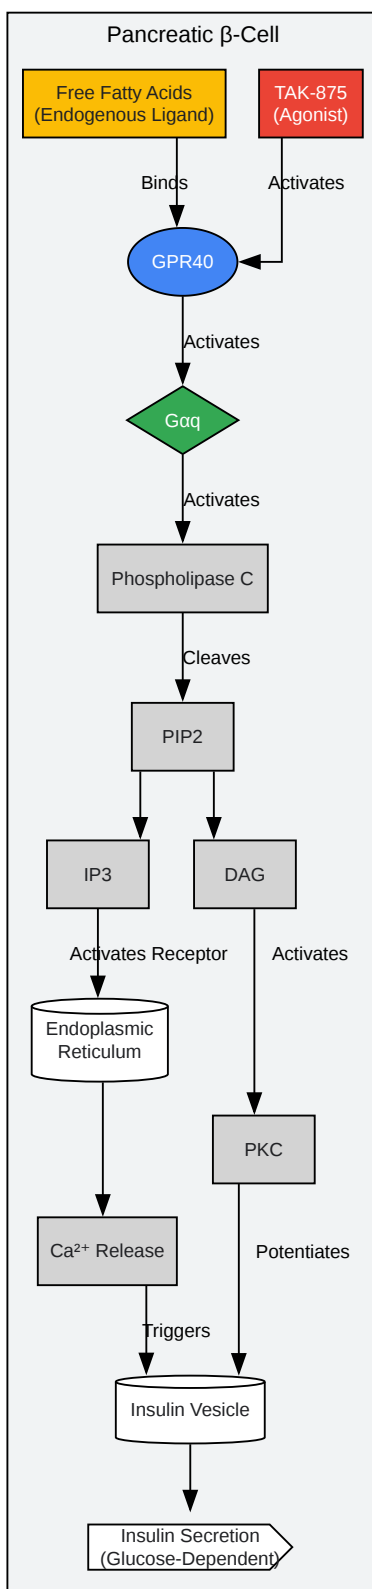 Pancreatic β-Cell
Free Fatty Acids
(Endogenous Ligand)
TAK-875
(Agonist)
Binds
Activates
GPR40
Activates
Gαq
Activates
Phospholipase C
Cleaves
PIP2
IP3
DAG
Activates Receptor
Activates
Endoplasmic
Reticulum
PKC
Ca²⁺ Release
Potentiates
Triggers
Insulin Vesicle
Insulin Secretion
(Glucose-Dependent)